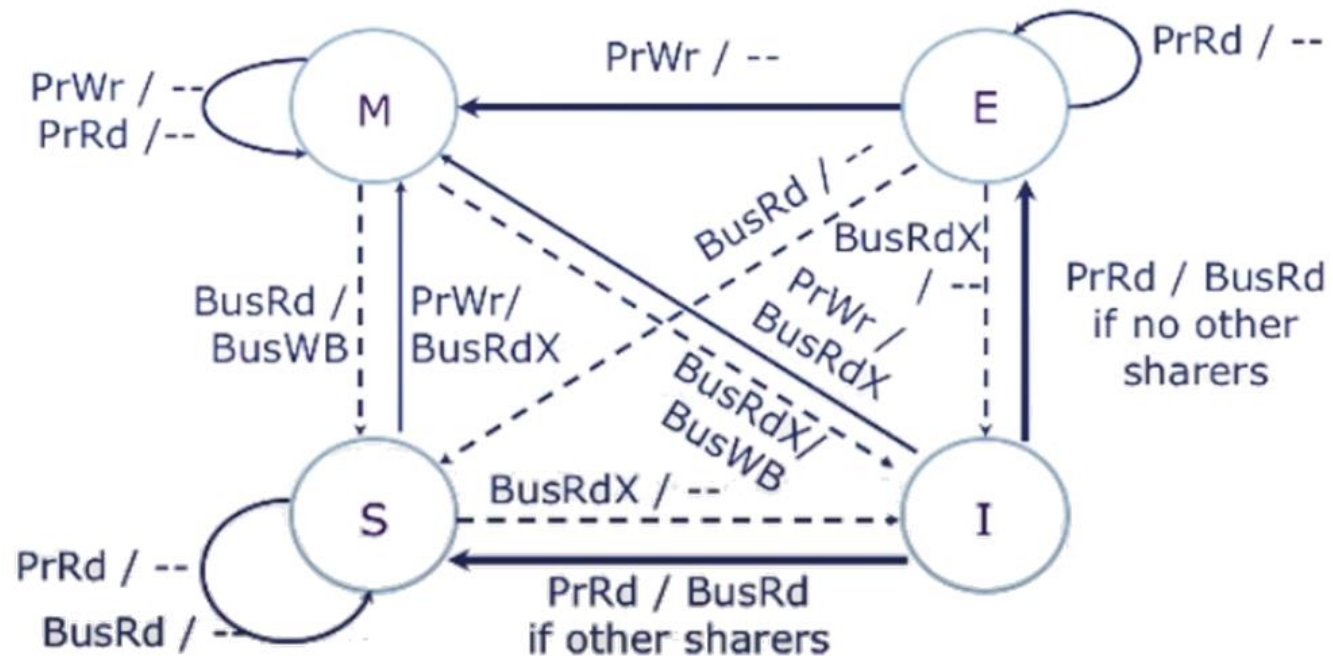 PrWr / --
PrRd / --
PrWr / --
PrRd /--
M
E
BusRd / --
BusRdX
/ --
PrRd / BusRd
if no other
sharers
BusRd /
BusWB
PrWr/
BusRdX
PrWr /
BusRdX
BusRdX/
BusWB
BusRdX / --
S
I
PrRd / --
BusRd / --
PrRd / BusRd
if other sharers